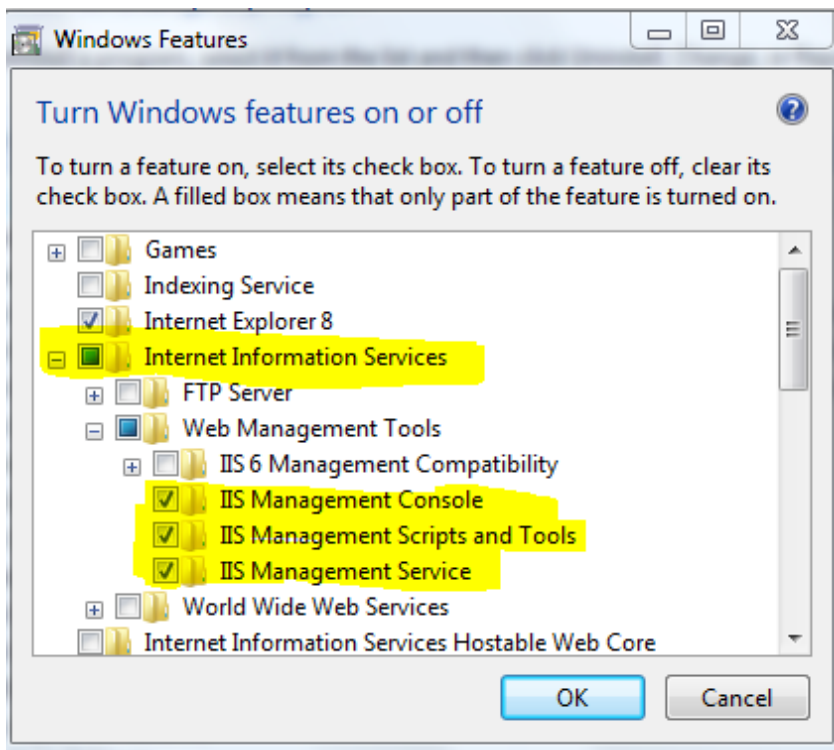 Windows Features
Turn Windows features on or off
To turn a feature on, select its check box. To turn a feature off, clear its
check box. A filled box means that only part of the feature is turned on.
Games
Indexing Service
Internet Explorer 8
Internet Information Services
FTP Server
Web Management Tools
IIS 6 Management Compatibility
IIS Management Console
IIS Management Scripts and Tools
IIS Management Service
World Wide Web Services
Internet Information Services Hostable Web Core
OK Cancel